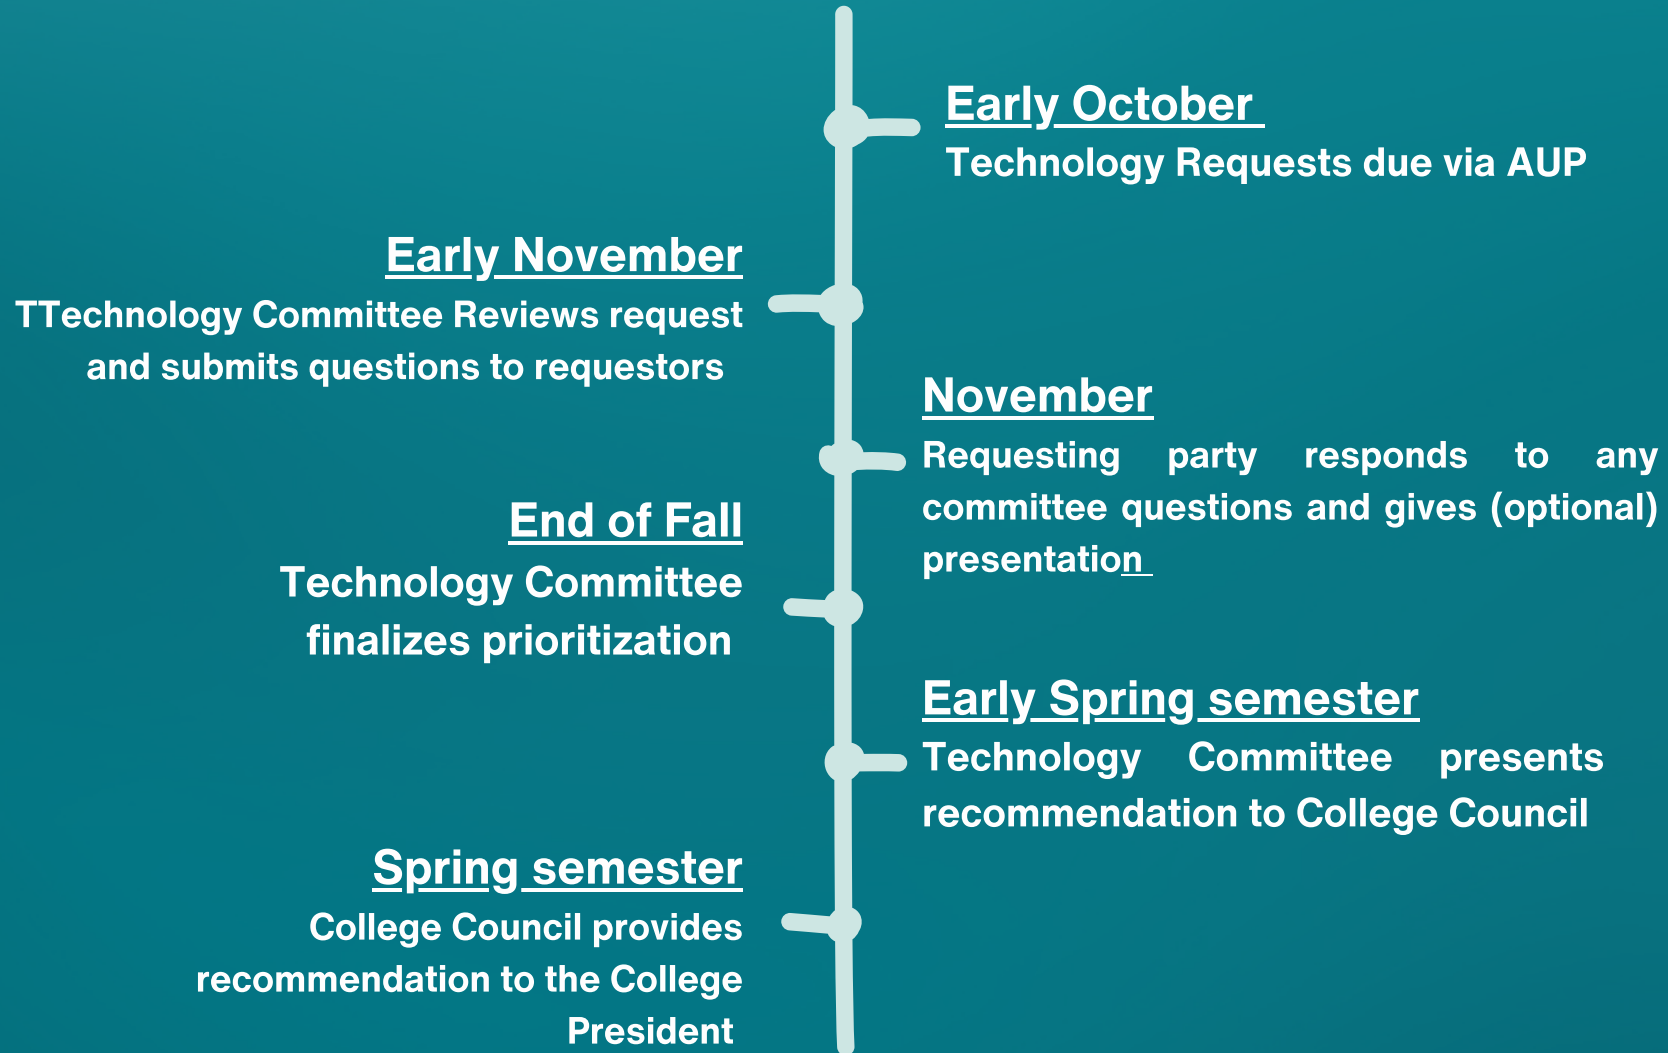 Early October
Technology Requests due via AUP
Early November
TTechnology Committee Reviews request
and submits questions to requestors
November
Requesting party responds to any
committee questions and gives (optional)
presentation
End of Fall
Technology Committee
finalizes prioritization
Early Spring semester
Technology Committee presents
recommendation to College Council
Spring semester
College Council provides
recommendation to the College
President